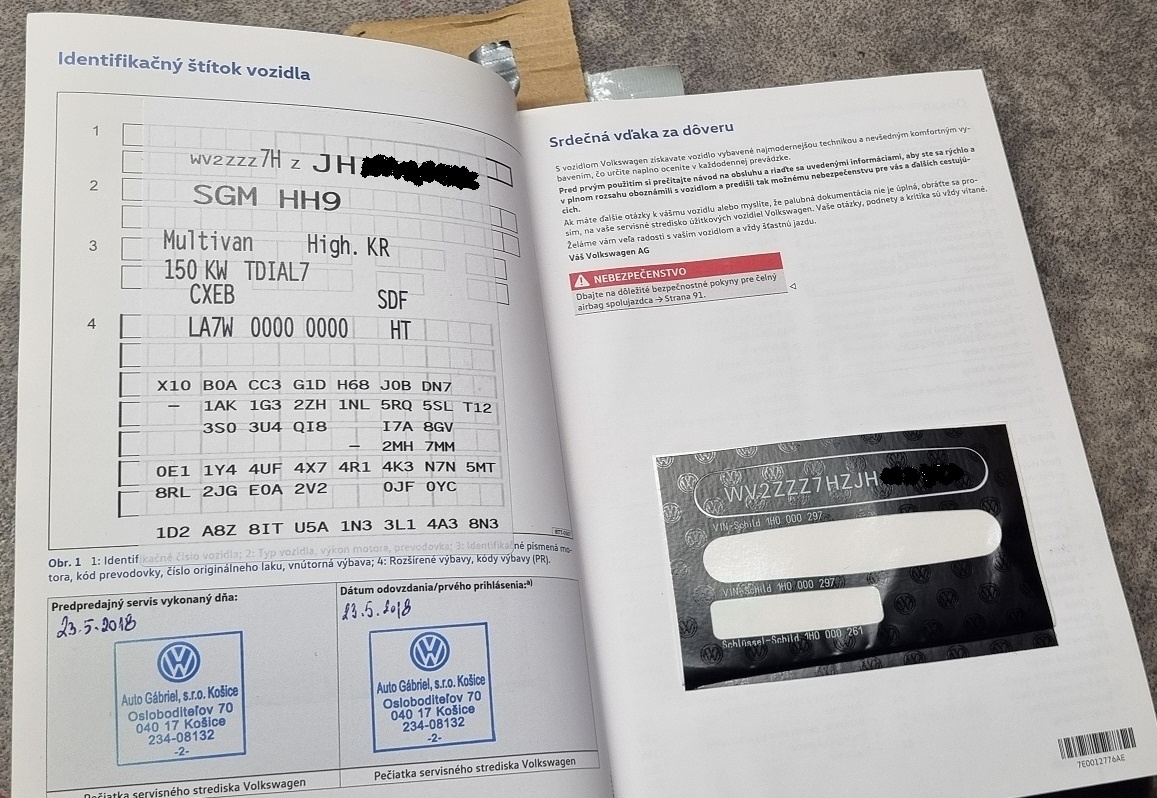 Identifikačný štítok vozidla
1
WV2ZZZ7H Z JH
2
SGM HH9
3
Multivan High. KR
150 KW TDIAL7
CXEB SDF
4
LA7W 0000 0000 HT
X10 B0A CC3 G1D H68 J0B DN7
– 1AK 1G3 2ZH 1NL 5RQ 5SL T12
3S0 3U4 QI8 I7A 8GV
– 2MH 7MM
0E1 1Y4 4UF 4X7 4R1 4K3 N7N 5MT
8RL 2JG E0A 2V2 0JF 0YC
1D2 A8Z 8IT U5A 1N3 3L1 4A3 8N3
Obr. 1 1: Identifikačné číslo vozidla; 2: Typ vozidla, výkon motora, prevodovka; 3: Identifikačné písmená mo-
tora, kód prevodovky, číslo originálneho laku, vnútorná výbava; 4: Rozšírené výbavy, kódy výbavy (PR).
Predpredajný servis vykonaný dňa:
23.5.2018
VW
Auto Gábriel, s.r.o. Košice
Osloboditeľov 70
040 17 Košice
234-08132
-2-
Pečiatka servisného strediska Volkswagen
Dátum odovzdania/prvého prihlásenia:a)
23.5.2018
VW
Auto Gábriel, s.r.o. Košice
Osloboditeľov 70
040 17 Košice
234-08132
-2-
Pečiatka servisného strediska Volkswagen
Srdečná vďaka za dôveru
S vozidlom Volkswagen získavate vozidlo vybavené najmodernejšou technikou a nevšedným komfortným vy-
bavením, čo určite naplno oceníte v každodennej prevádzke.
Pred prvým použitím si prečítajte návod na obsluhu a riaďte sa uvedenými informáciami, aby ste sa rýchlo a
v plnom rozsahu oboznámili s vozidlom a predišli tak možnému nebezpečenstvu pre vás a ďalších cestujú-
cich.
Ak máte ďalšie otázky k vášmu vozidlu alebo myslíte, že palubná dokumentácia nie je úplná, obráťte sa pro-
sím, na vaše servisné stredisko úžitkových vozidiel Volkswagen. Vaše otázky, podnety a kritika sú vždy vítané.
Želáme vám veľa radosti s vašim vozidlom a vždy šťastnú jazdu.
Váš Volkswagen AG
NEBEZPEČENSTVO
Dbajte na dôležité bezpečnostné pokyny pre čelný
airbag spolujazdca → Strana 91.
WV2ZZZ7HZJH
VIN-Schild 1H0 000 297
VIN-Schild 1H0 000 297
Schlüssel-Schild 1H0 000 261
7E0012776AE